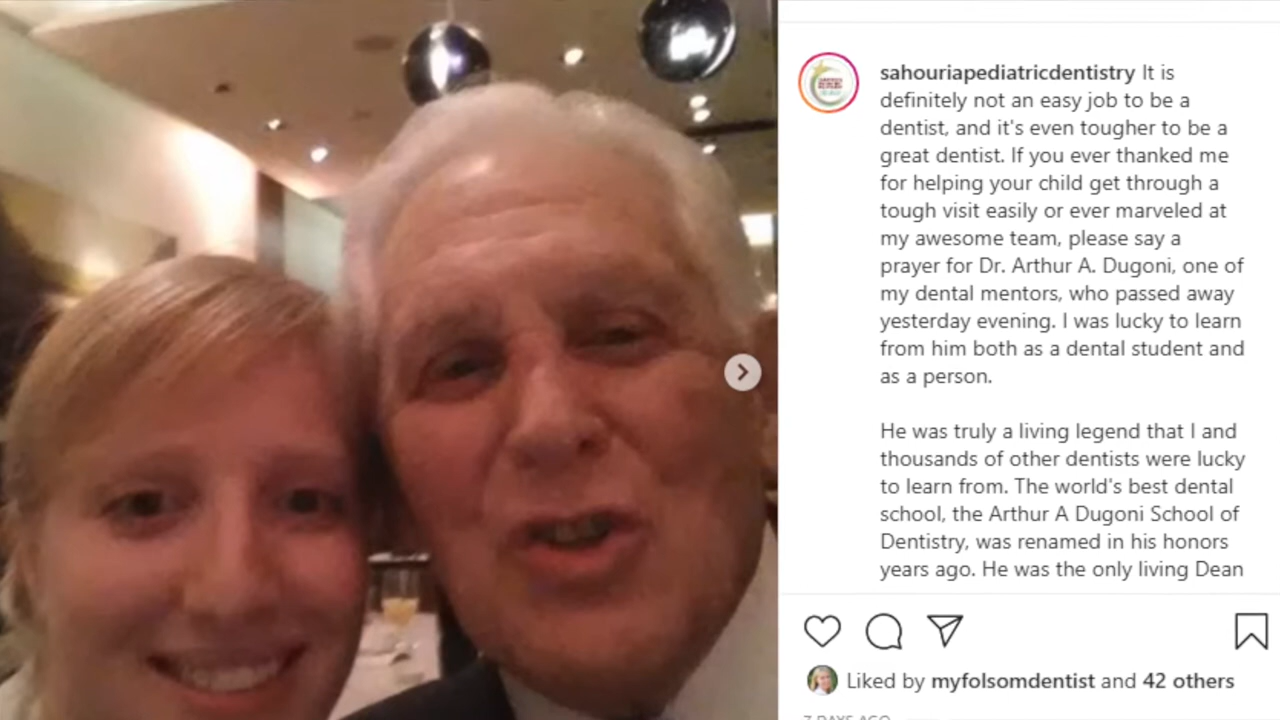 sahouriapediatricdentistry It is
definitely not an easy job to be a
dentist, and it's even tougher to be a
great dentist. If you ever thanked me
for helping your child get through a
tough visit easily or ever marveled at
my awesome team, please say a
prayer for Dr. Arthur A. Dugoni, one of
my dental mentors, who passed away
yesterday evening. I was lucky to learn
from him both as a dental student and
as a person.
He was truly a living legend that I and
thousands of other dentists were lucky
to learn from. The world's best dental
school, the Arthur A Dugoni School of
Dentistry, was renamed in his honors
years ago. He was the only living Dean
Liked by myfolsomdentist and 42 others
7 DAYS AGO